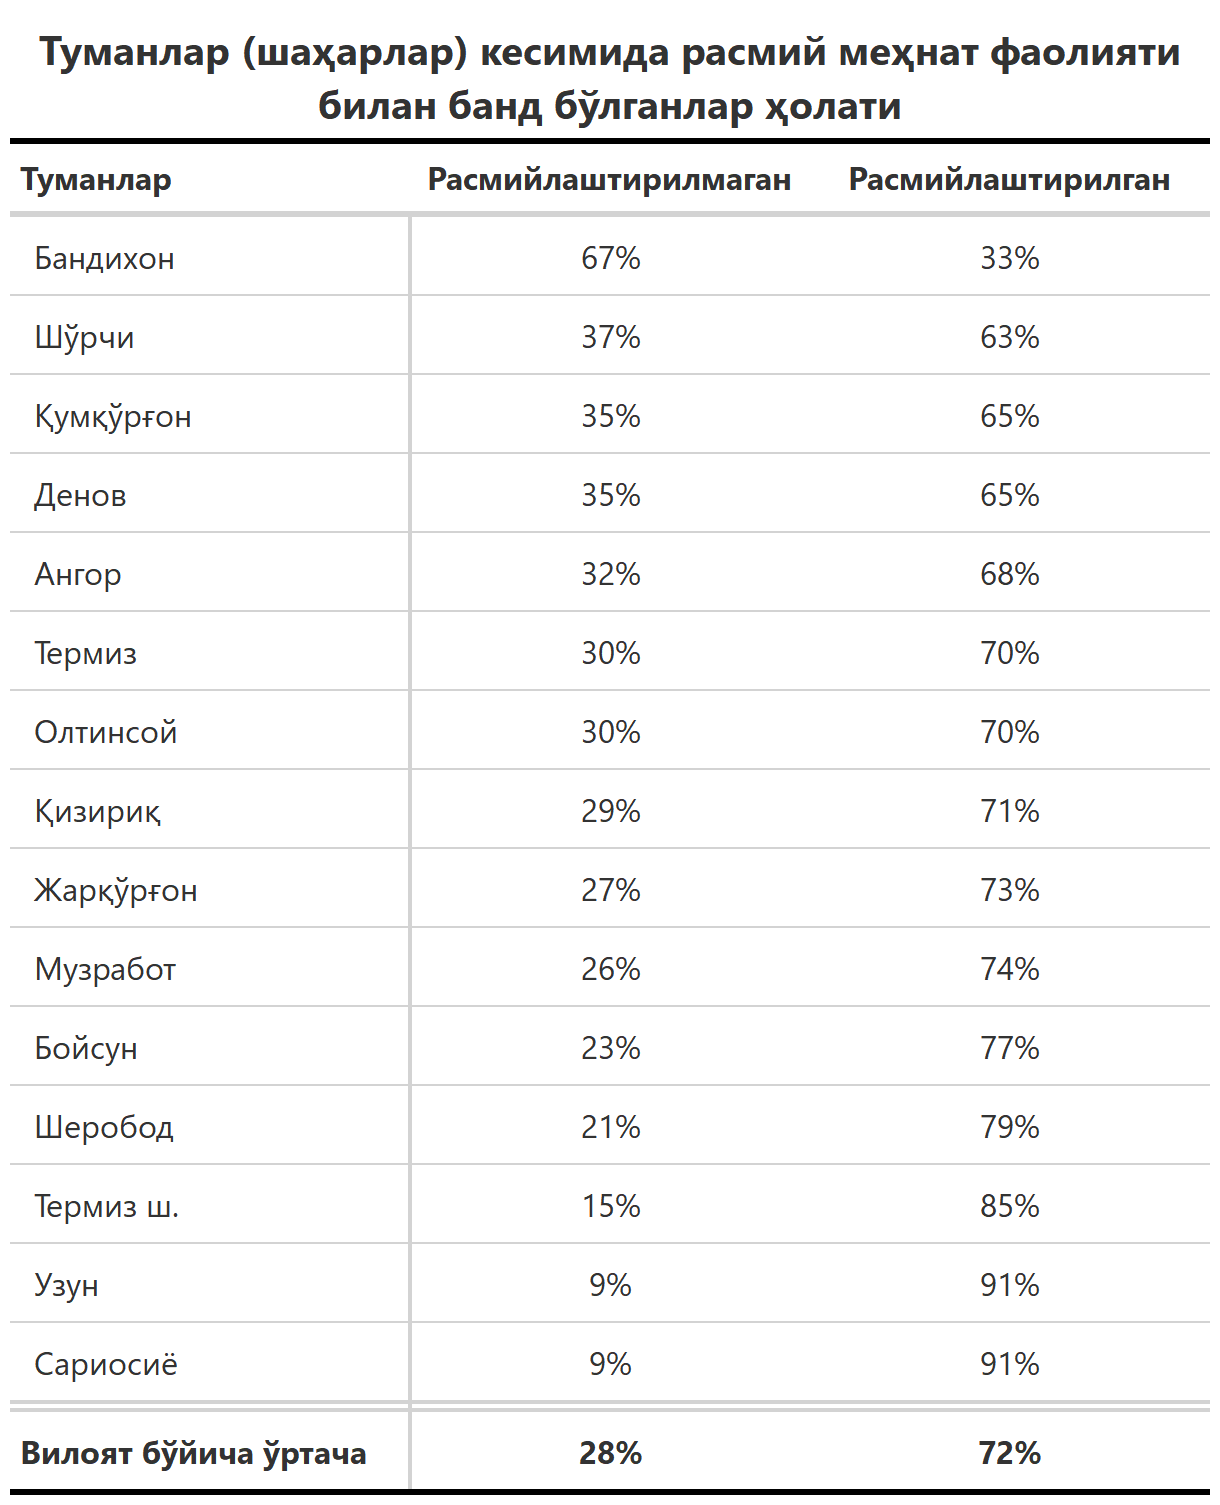 Туманлар (шаҳарлар) кесимида расмий меҳнат фаолияти
билан банд бўлганлар ҳолати
Туманлар Расмийлаштирилмаган Расмийлаштирилган
Бандихон 67% 33%
Шўрчи 37% 63%
Қумқўрғон 35% 65%
Денов 35% 65%
Ангор 32% 68%
Термиз 30% 70%
Олтинсой 30% 70%
Қизириқ 29% 71%
Жарқўрғон 27% 73%
Музработ 26% 74%
Бойсун 23% 77%
Шеробод 21% 79%
Термиз ш. 15% 85%
Узун 9% 91%
Сариосиё 9% 91%
Вилоят бўйича ўртача 28% 72%